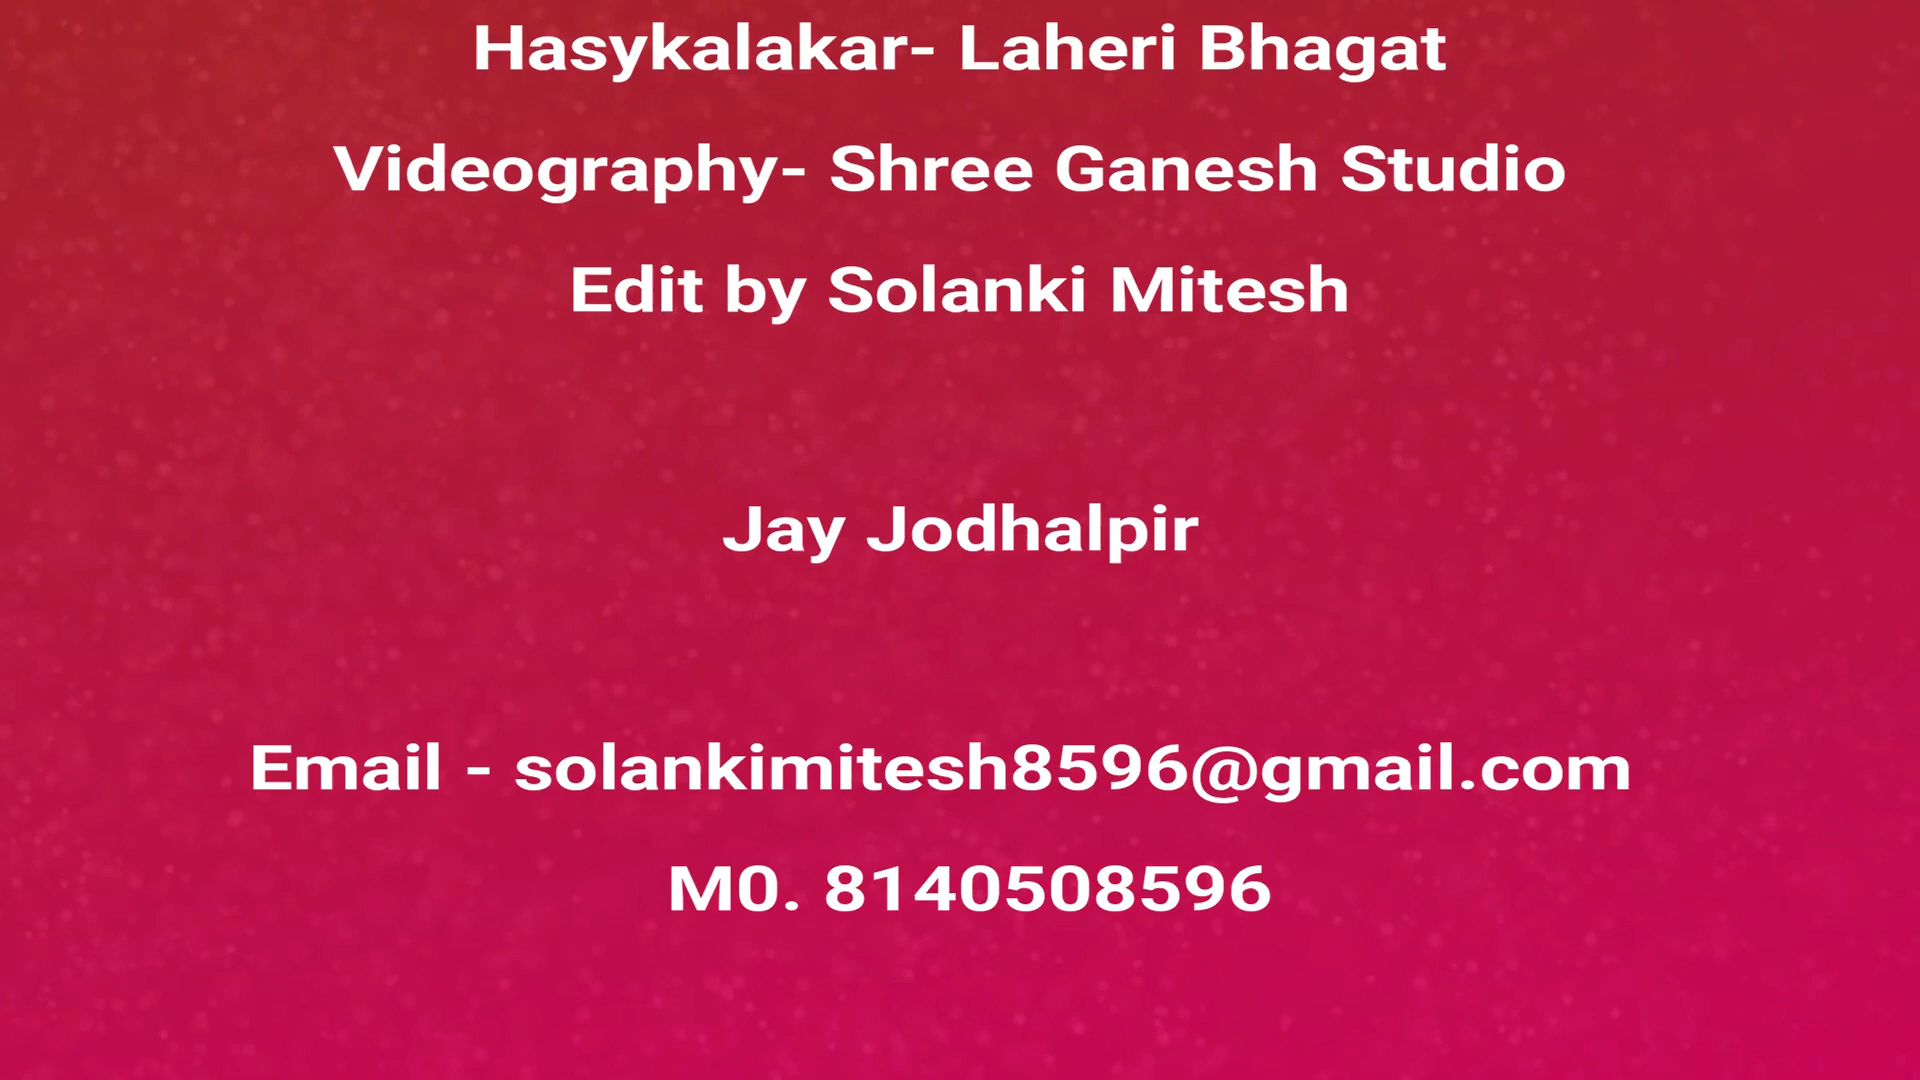 Hasykalakar- Laheri Bhagat
Videography- Shree Ganesh Studio
Edit by Solanki Mitesh
Jay Jodhalpir
Email - solankimitesh8596@gmail.com
M0. 8140508596